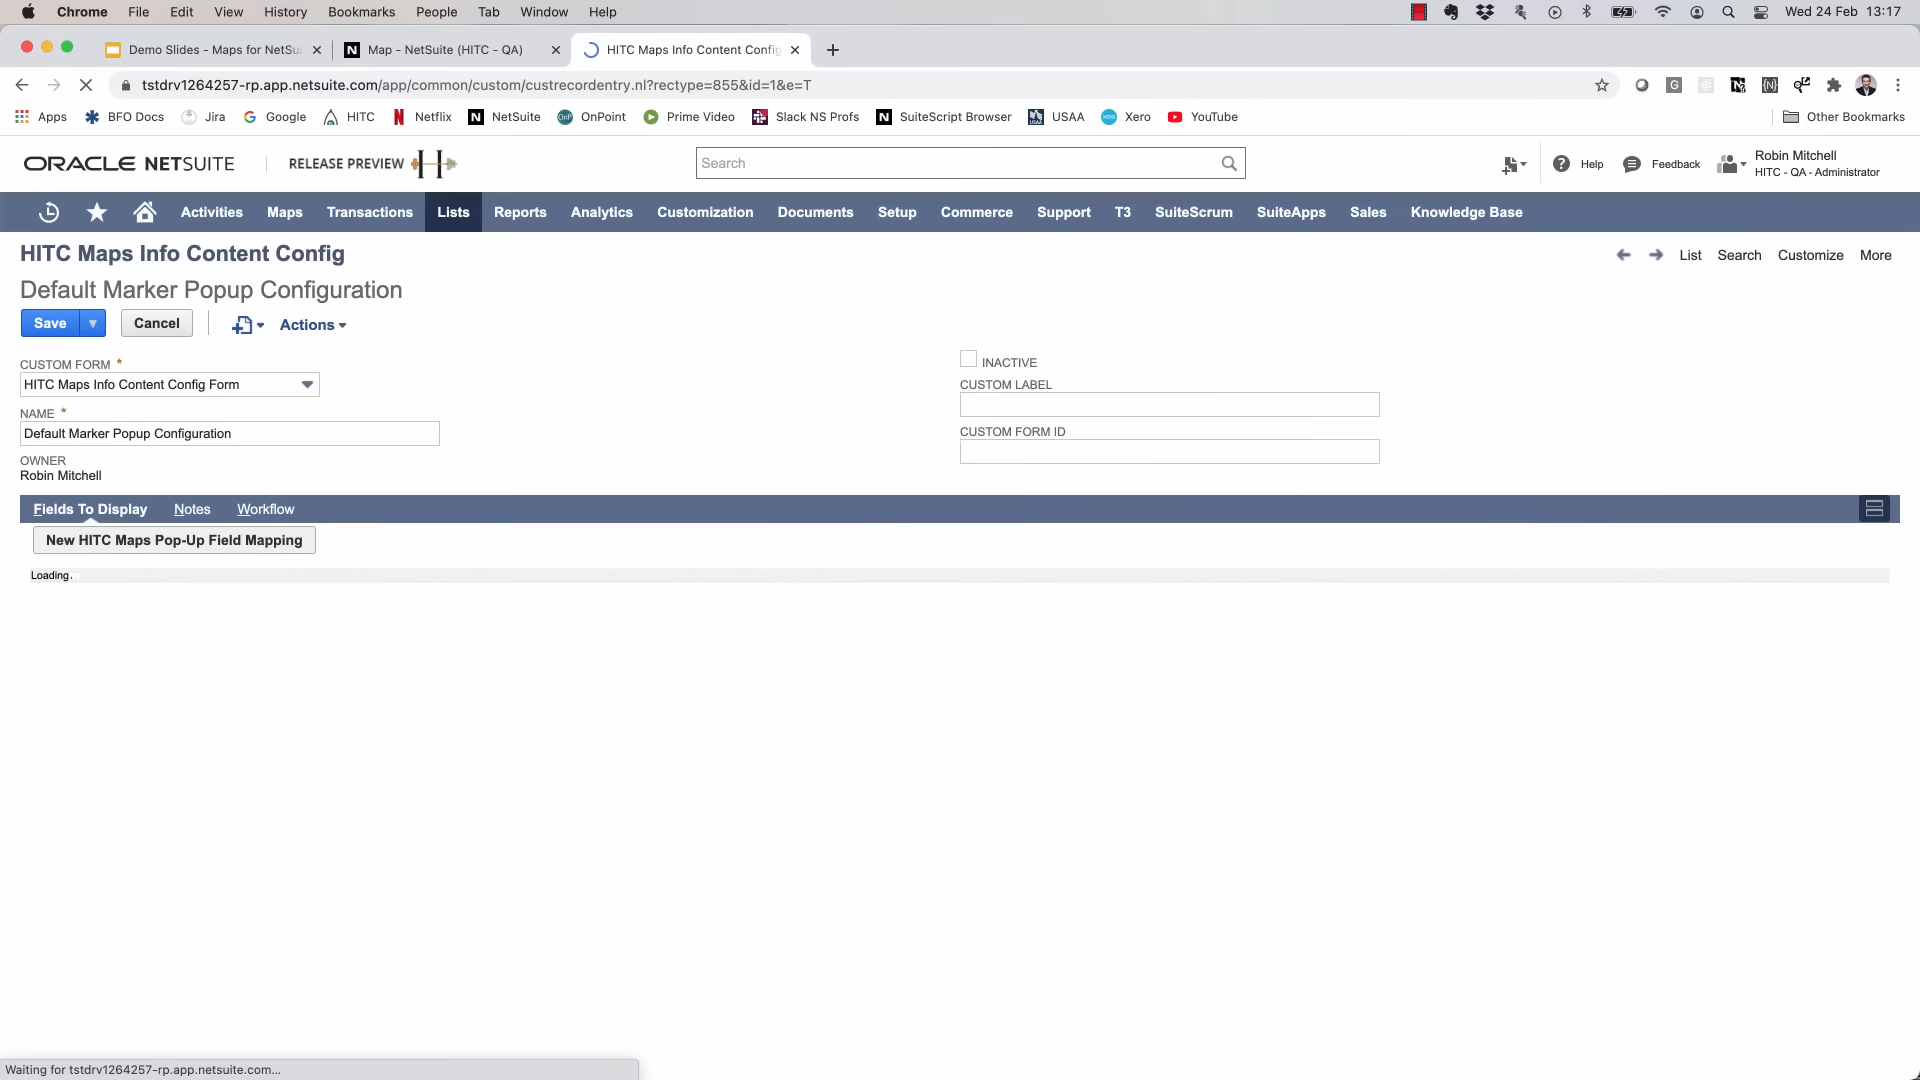 Chrome File Edit View History Bookmarks People Tab Window Help Wed 24 Feb 13:17
Demo Slides - Maps for NetSui Map - NetSuite (HITC - QA) HITC Maps Info Content Config
tstdrv1264257-rp.app.netsuite.com/app/common/custom/custrecordentry.nl?rectype=855&id=1&e=T
Apps BFO Docs Jira Google HITC Netflix NetSuite OnPoint Prime Video Slack NS Profs SuiteScript Browser USAA Xero YouTube Other Bookmarks
ORACLE NETSUITE RELEASE PREVIEW Search Help Feedback Robin Mitchell
HITC - QA - Administrator
Activities Maps Transactions Lists Reports Analytics Customization Documents Setup Commerce Support T3 SuiteScrum SuiteApps Sales Knowledge Base
HITC Maps Info Content Config List Search Customize More
Default Marker Popup Configuration
Save Cancel Actions
CUSTOM FORM *
HITC Maps Info Content Config Form
NAME *
Default Marker Popup Configuration
OWNER
Robin Mitchell
INACTIVE
CUSTOM LABEL
CUSTOM FORM ID
Fields To Display Notes Workflow
New HITC Maps Pop-Up Field Mapping
Loading.
Waiting for tstdrv1264257-rp.app.netsuite.com...